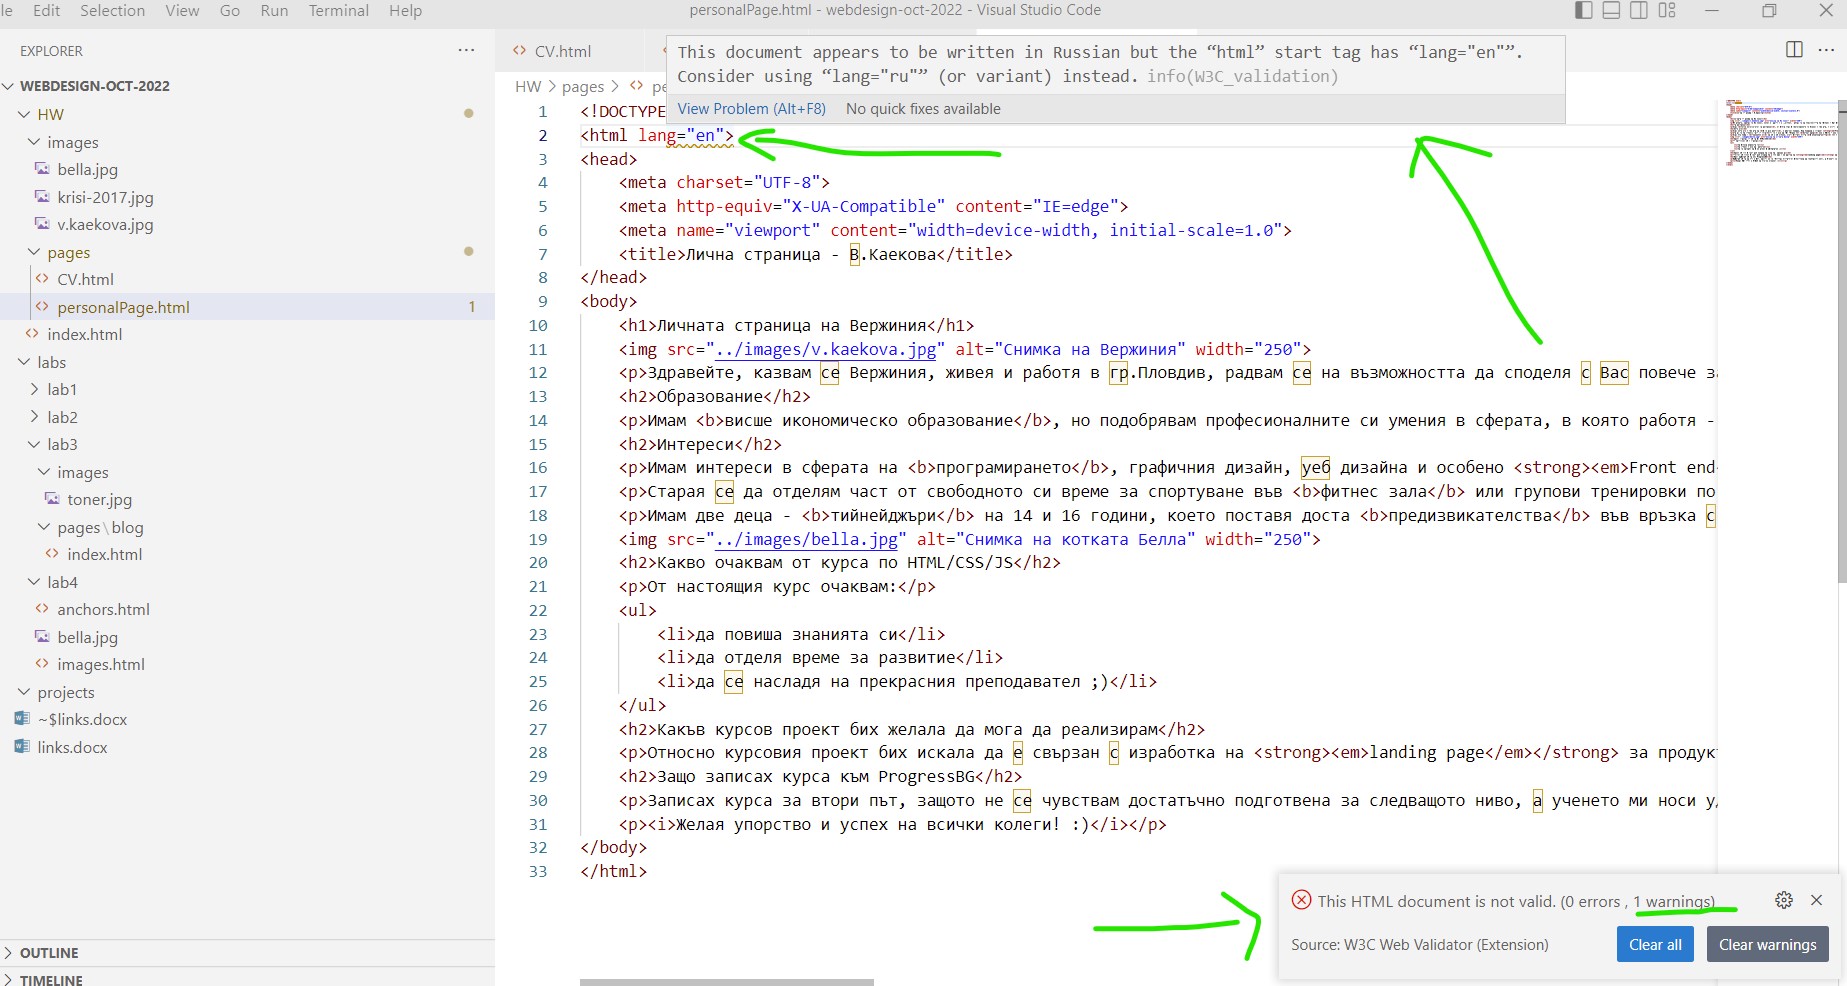 Edit Selection View Go Run Terminal Help
personalPage.html - webdesign-oct-2022 - Visual Studio Code
EXPLORER
WEBDESIGN-OCT-2022
HW
images
bella.jpg
krisi-2017.jpg
v.kaekova.jpg
pages
CV.html
personalPage.html 1
index.html
labs
lab1
lab2
lab3
images
toner.jpg
pages\blog
index.html
lab4
anchors.html
bella.jpg
images.html
projects
~$links.docx
links.docx
OUTLINE
TIMELINE
CV.html
This document appears to be written in Russian but the “html” start tag has “lang="en"”.
Consider using “lang="ru"” (or variant) instead. info(W3C_validation)
View Problem (Alt+F8) No quick fixes available
HW > pages >
1 <!DOCTYPE
2 <html lang="en">
3 <head>
4 <meta charset="UTF-8">
5 <meta http-equiv="X-UA-Compatible" content="IE=edge">
6 <meta name="viewport" content="width=device-width, initial-scale=1.0">
7 <title>Лична страница - В.Каекова</title>
8 </head>
9 <body>
10 <h1>Личната страница на Вержиния</h1>
11 <img src="../images/v.kaekova.jpg" alt="Снимка на Вержиния" width="250">
12 <p>Здравейте, казвам се Вержиния, живея и работя в гр.Пловдив, радвам се на възможността да споделя с Вас повече
13 <h2>Образование</h2>
14 <p>Имам <b>висше икономическо образование</b>, но подобрявам професионалните си умения в сферата, в която работя -
15 <h2>Интереси</h2>
16 <p>Имам интереси в сферата на <b>програмирането</b>, графичния дизайн, уеб дизайна и особено <strong><em>Front end
17 <p>Старая се да отделям част от свободното си време за спортуване във <b>фитнес зала</b> или групови тренировки по
18 <p>Имам две деца - <b>тийнейджъри</b> на 14 и 16 години, което поставя доста <b>предизвикателства</b> във връзка с
19 <img src="../images/bella.jpg" alt="Снимка на котката Белла" width="250">
20 <h2>Какво очаквам от курса по HTML/CSS/JS</h2>
21 <p>От настоящия курс очаквам:</p>
22 <ul>
23 <li>да повиша знанията си</li>
24 <li>да отделя време за развитие</li>
25 <li>да се насладя на прекрасния преподавател ;)</li>
26 </ul>
27 <h2>Какъв курсов проект бих желала да мога да реализирам</h2>
28 <p>Относно курсовия проект бих искала да е свързан с изработка на <strong><em>landing page</em></strong> за продук
29 <h2>Защо записах курса към ProgressBG</h2>
30 <p>Записах курса за втори път, защото не се чувствам достатъчно подготвена за следващото ниво, а ученето ми носи
31 <p><i>Желая упорство и успех на всички колеги! :)</i></p>
32 </body>
33 </html>
This HTML document is not valid. (0 errors , 1 warnings)
Source: W3C Web Validator (Extension) Clear all Clear warnings